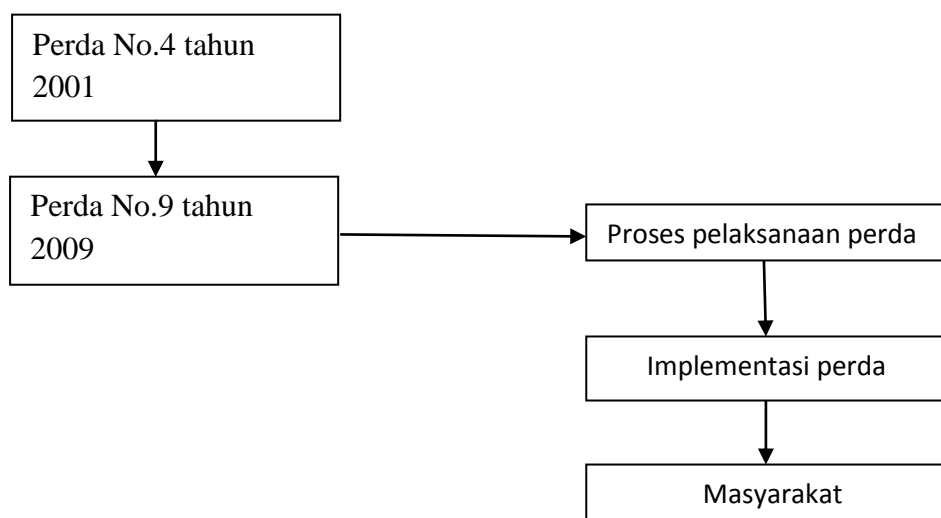 Perda No.4 tahun
2001
Perda No.9 tahun
2009
Proses pelaksanaan perda
Implementasi perda
Masyarakat